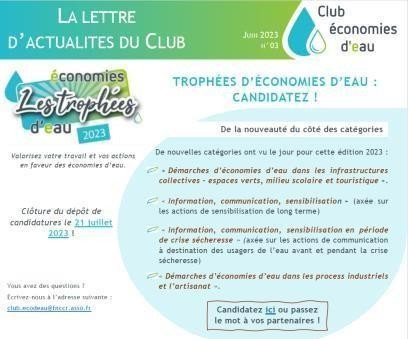 LA LETTRE
D'ACTUALITES DU CLUB
JUIN 2023
N°03
Club
économies
d'eau
économies
Les trophées
d'eau
2023
Valorisez votre travail et vos actions
en faveur des économies d'eau.
Clôture du dépôt de
candidatures le 21 juillet
2023 !
Vous avez des questions ?
Ecrivez-nous à l'adresse suivante :
club.ecodeau@fnccr.asso.fr
TROPHÉES D'ÉCONOMIES D'EAU :
CANDIDATEZ !
De la nouveauté du côté des catégories
De nouvelles catégories ont vu le jour pour cette édition 2023 :
« Démarches d'économies d'eau dans les infrastructures
collectives - espaces verts, milieu scolaire et touristique ».
« Information, communication, sensibilisation » (axée sur
les actions de sensibilisation de long terme)
« Information, communication, sensibilisation en période
de crise sécheresse » (axée sur les actions de communication
à destination des usagers de l'eau avant et pendant la crise
sécheresse)
« Démarches d'économies d'eau dans les process industriels
et l'artisanat ».
Candidatez ici ou passez
le mot à vos partenaires !